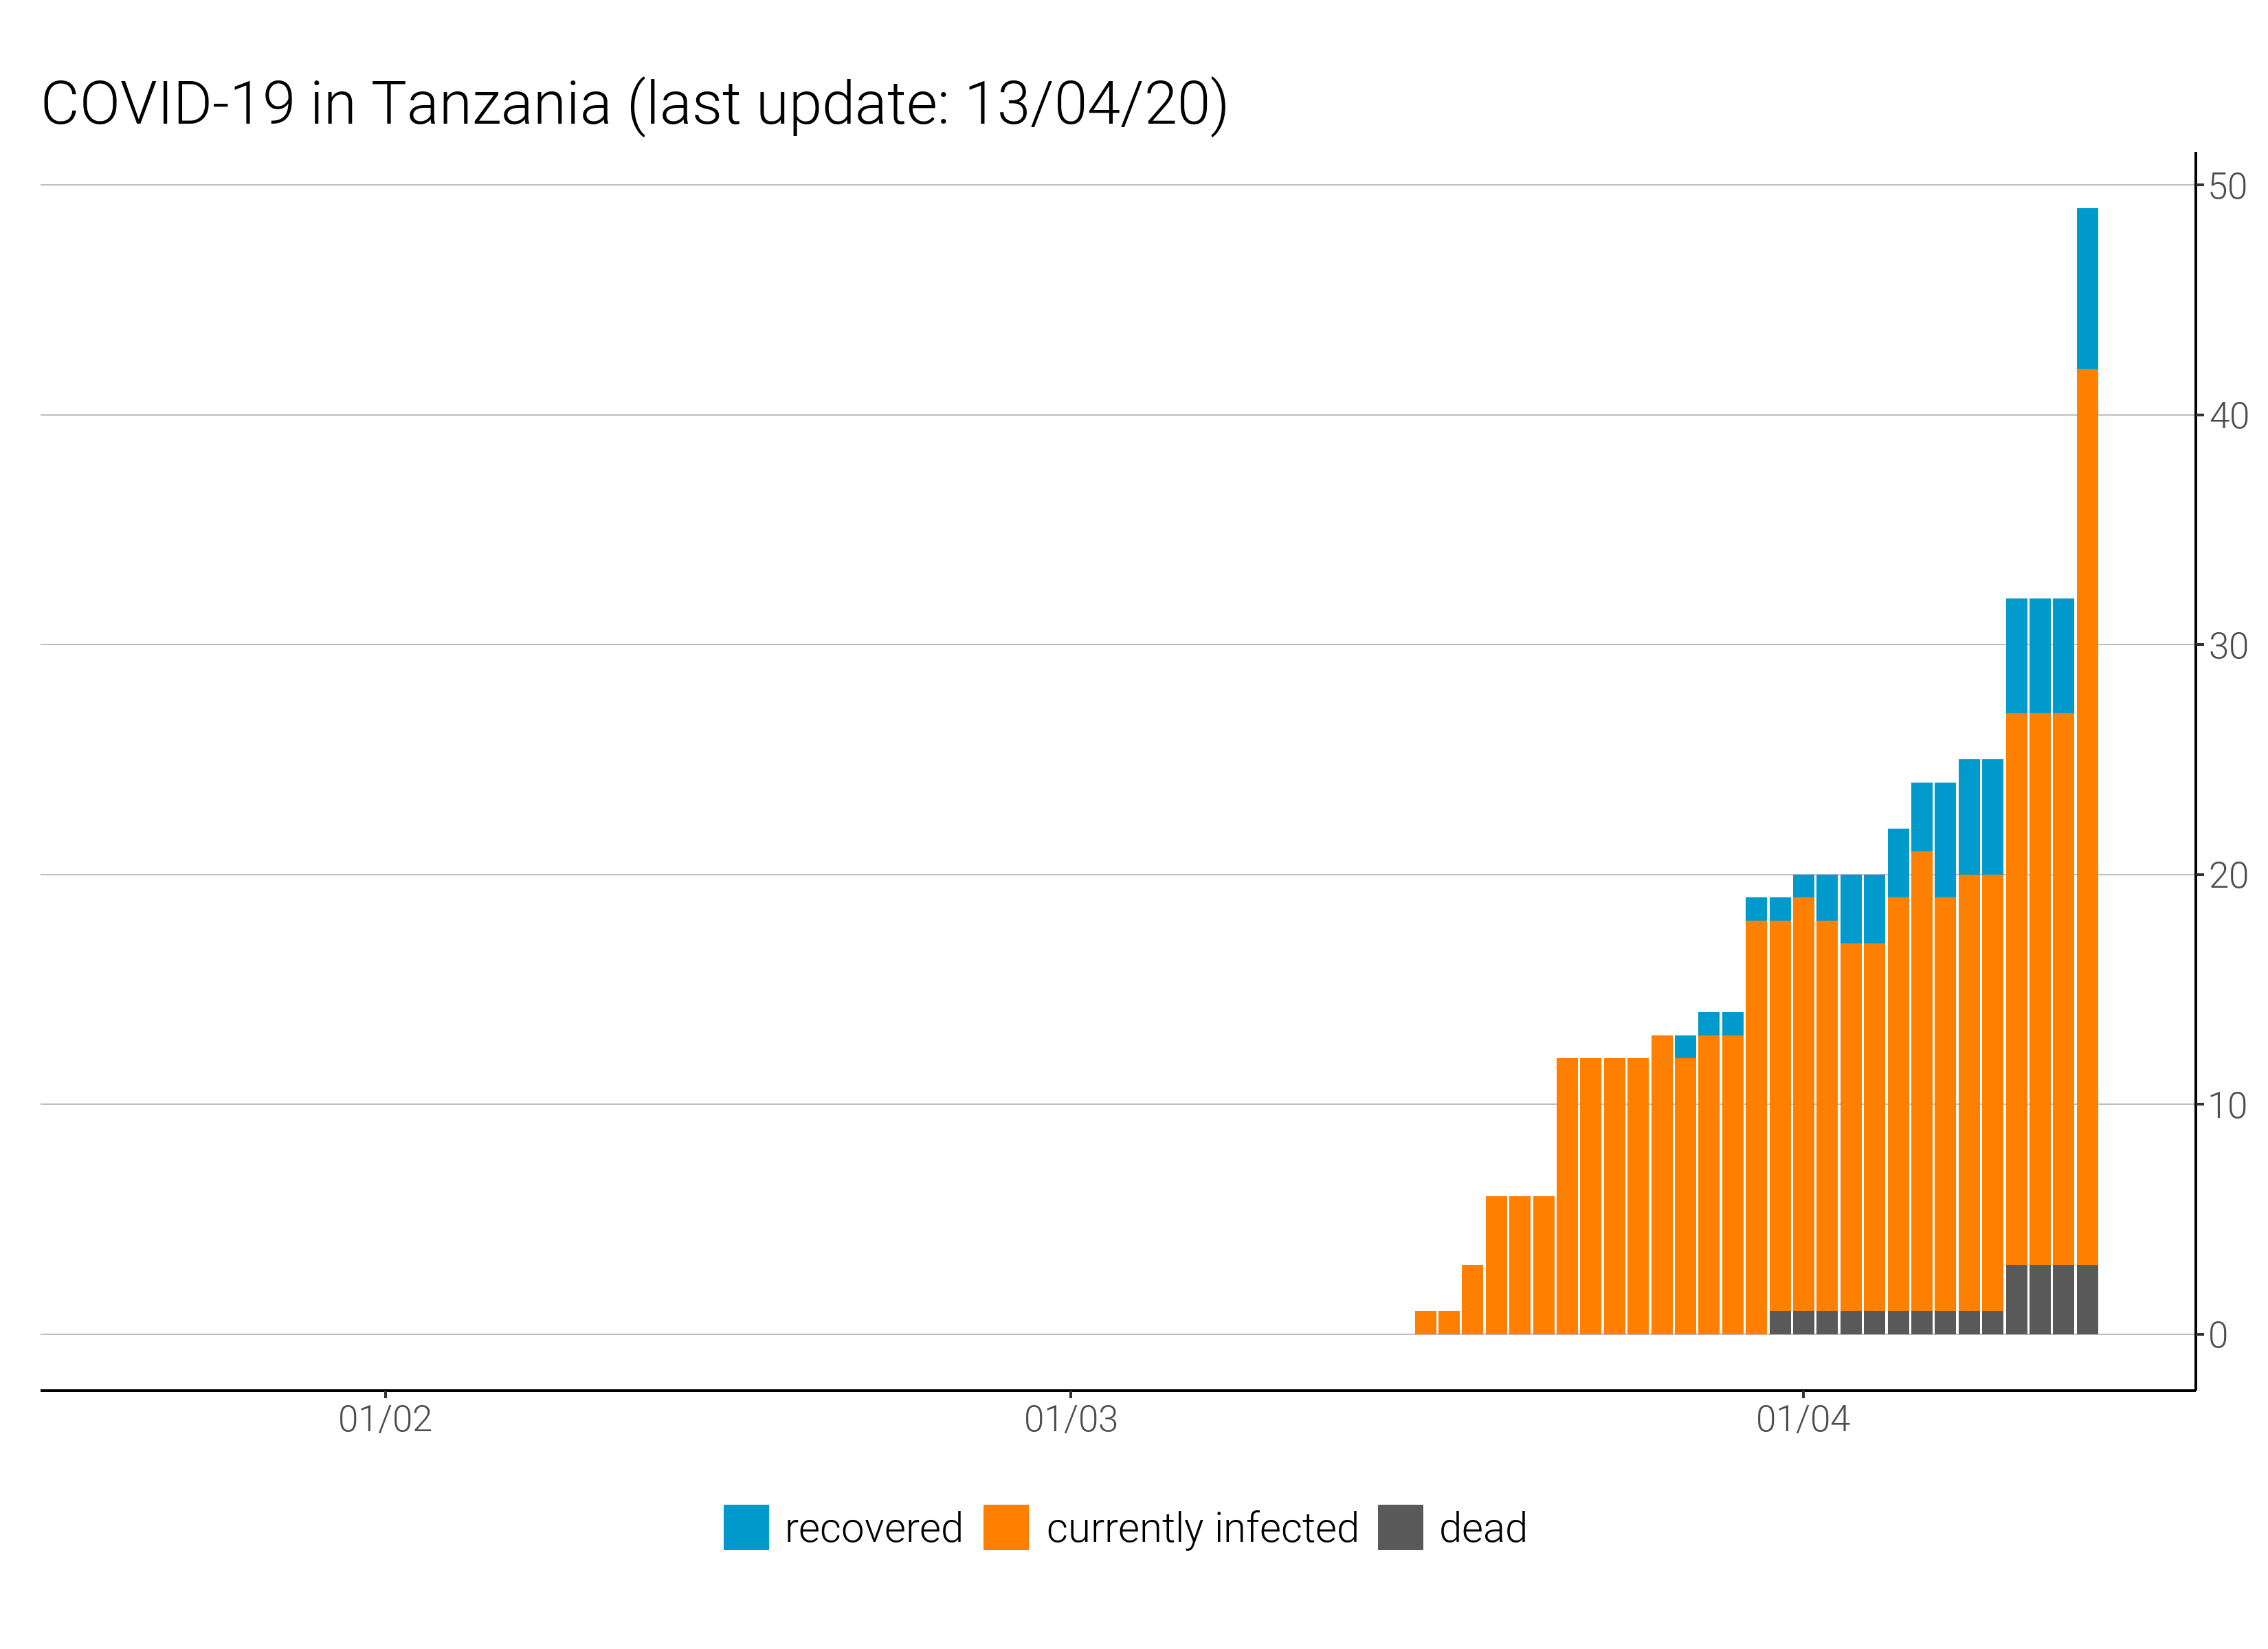 COVID-19 in Tanzania (last update: 13/04/20)
50
40
30
20
10
0
01/02 01/03 01/04
recovered currently infected dead